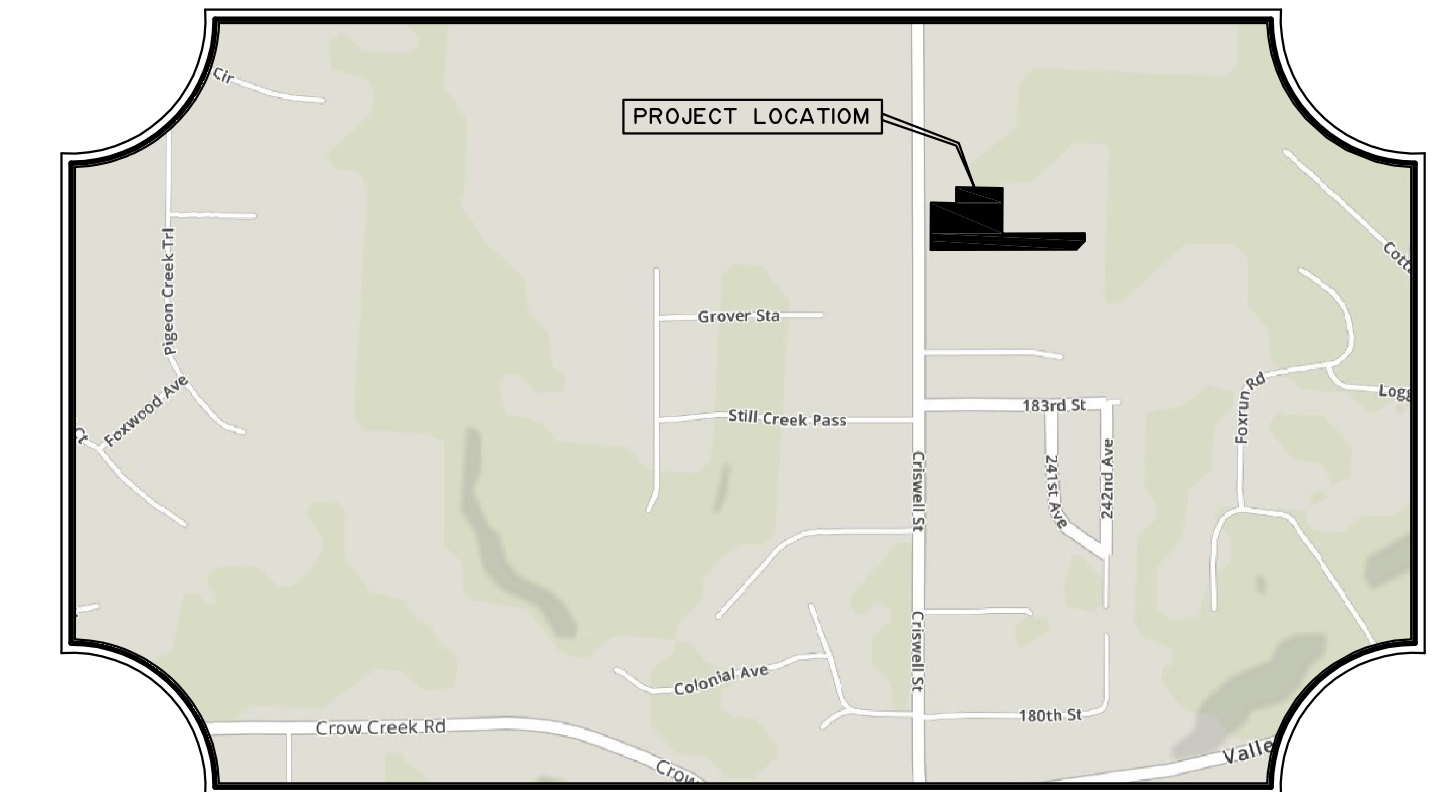 Cir
PROJECT LOCATIOM
Pigeon Creek Trl
Cott
Grover Sta
Foxwood Ave
Foxrun Rd
Logg
183rd St
Still Creek Pass
Ct
Criswell St
241st Ave
242nd Ave
Criswell St
Colonial Ave
180th St
Crow Creek Rd
Valle
Crow